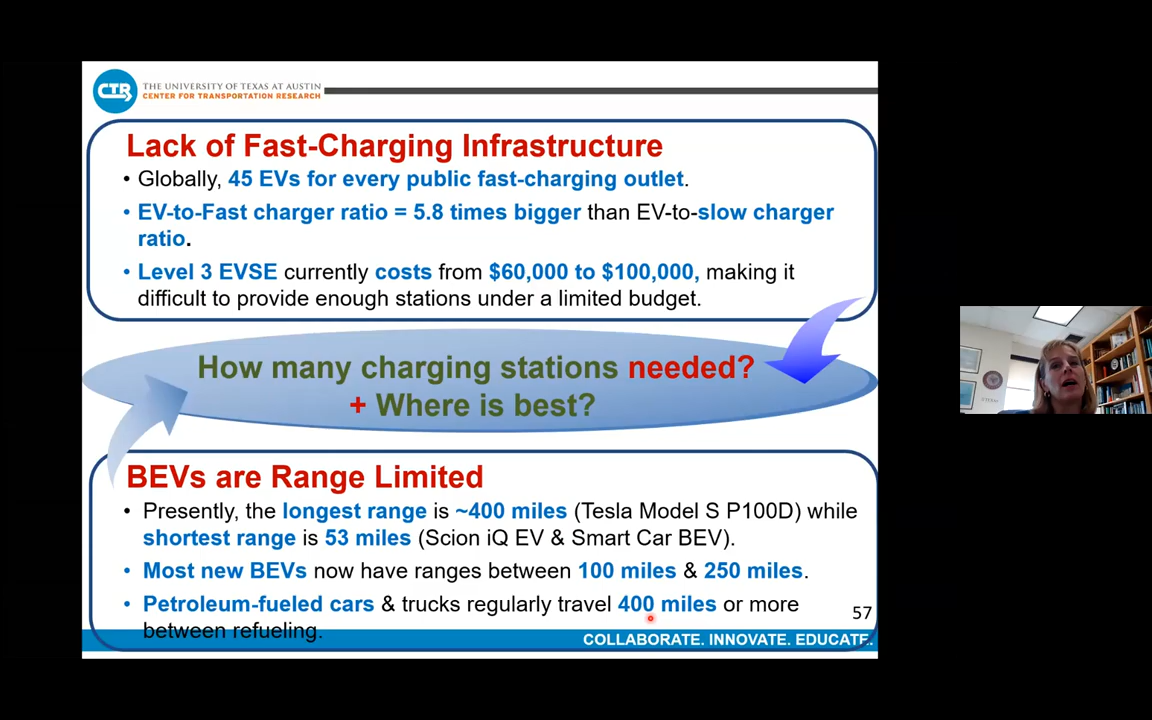 CTR THE UNIVERSITY OF TEXAS AT AUSTIN
CENTER FOR TRANSPORTATION RESEARCH
Lack of Fast-Charging Infrastructure
• Globally, 45 EVs for every public fast-charging outlet.
• EV-to-Fast charger ratio = 5.8 times bigger than EV-to-slow charger
ratio.
• Level 3 EVSE currently costs from $60,000 to $100,000, making it
difficult to provide enough stations under a limited budget.
How many charging stations needed?
+ Where is best?
BEVs are Range Limited
• Presently, the longest range is ~400 miles (Tesla Model S P100D) while
shortest range is 53 miles (Scion iQ EV & Smart Car BEV).
• Most new BEVs now have ranges between 100 miles & 250 miles.
• Petroleum-fueled cars & trucks regularly travel 400 miles or more
between refueling.
57
COLLABORATE. INNOVATE. EDUCATE.